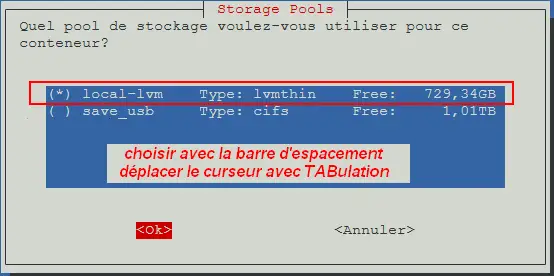 Storage Pools
Quel pool de stockage voulez-vous utiliser pour ce
conteneur?
(*) local-lvm Type: lvmthin Free: 729,34GB
( ) save_usb Type: cifs Free: 1,01TB
choisir avec la barre d'espacement
déplacer le curseur avec TABulation
<Ok> <Annuler>